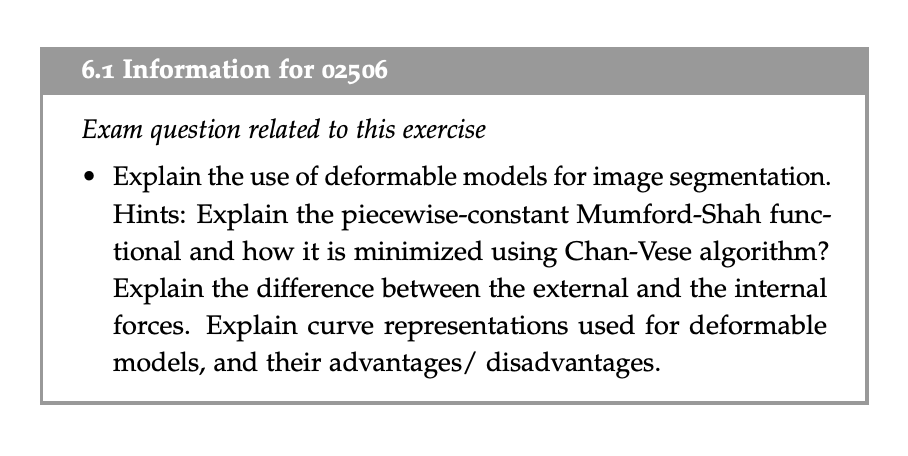 6.1 Information for 02506
Exam question related to this exercise
• Explain the use of deformable models for image segmentation.
Hints: Explain the piecewise-constant Mumford-Shah func-
tional and how it is minimized using Chan-Vese algorithm?
Explain the difference between the external and the internal
forces. Explain curve representations used for deformable
models, and their advantages/ disadvantages.